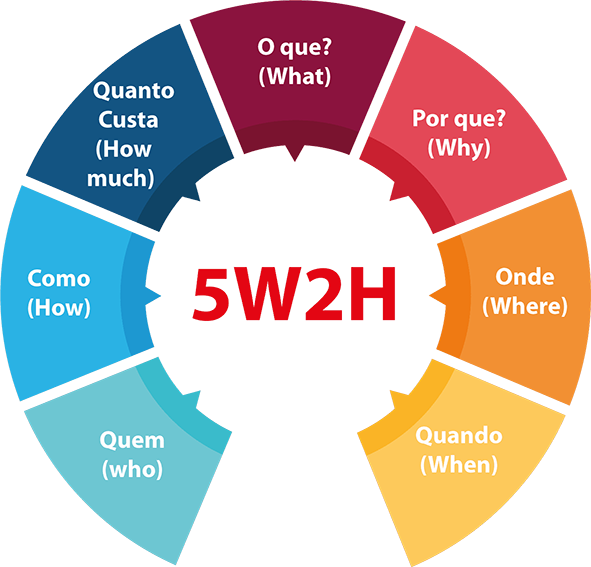 O que?
(What)
Por que?
(Why)
Onde
(Where)
Quando
(When)
Quem
(who)
Como
(How)
Quanto
Custa
(How
much)
5W2H